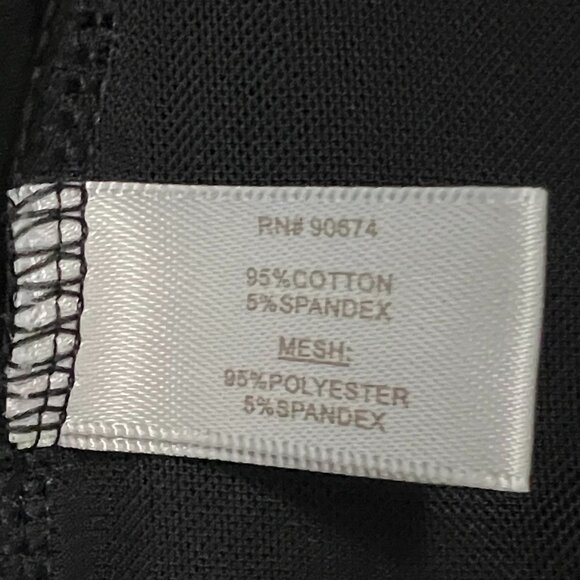 RN# 90674
95%COTTON
5%SPANDEX
MESH:
95%POLYESTER
5%SPANDEX